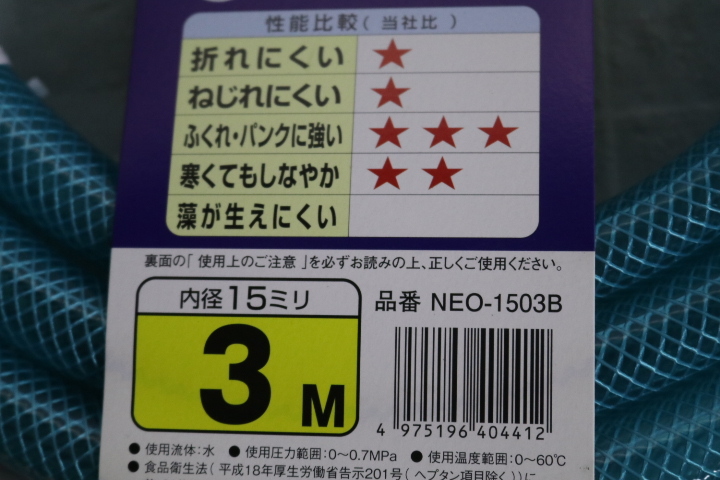 性能比較(当社比)
折れにくい ★
ねじれにくい ★
ふくれ・パンクに強い ★ ★ ★
寒くてもしなやか ★ ★
藻が生えにくい
裏面の「使用上のご注意」を必ずお読みの上、正しくご使用ください。
内径15ミリ
3 M
品番 NEO-1503B
4 975196 404412
●使用流体:水 ●使用圧力範囲:0〜0.7MPa ●使用温度範囲:0〜60℃
●食品衛生法(平成18年厚生労働省告示201号(ヘプタン項目除く))に